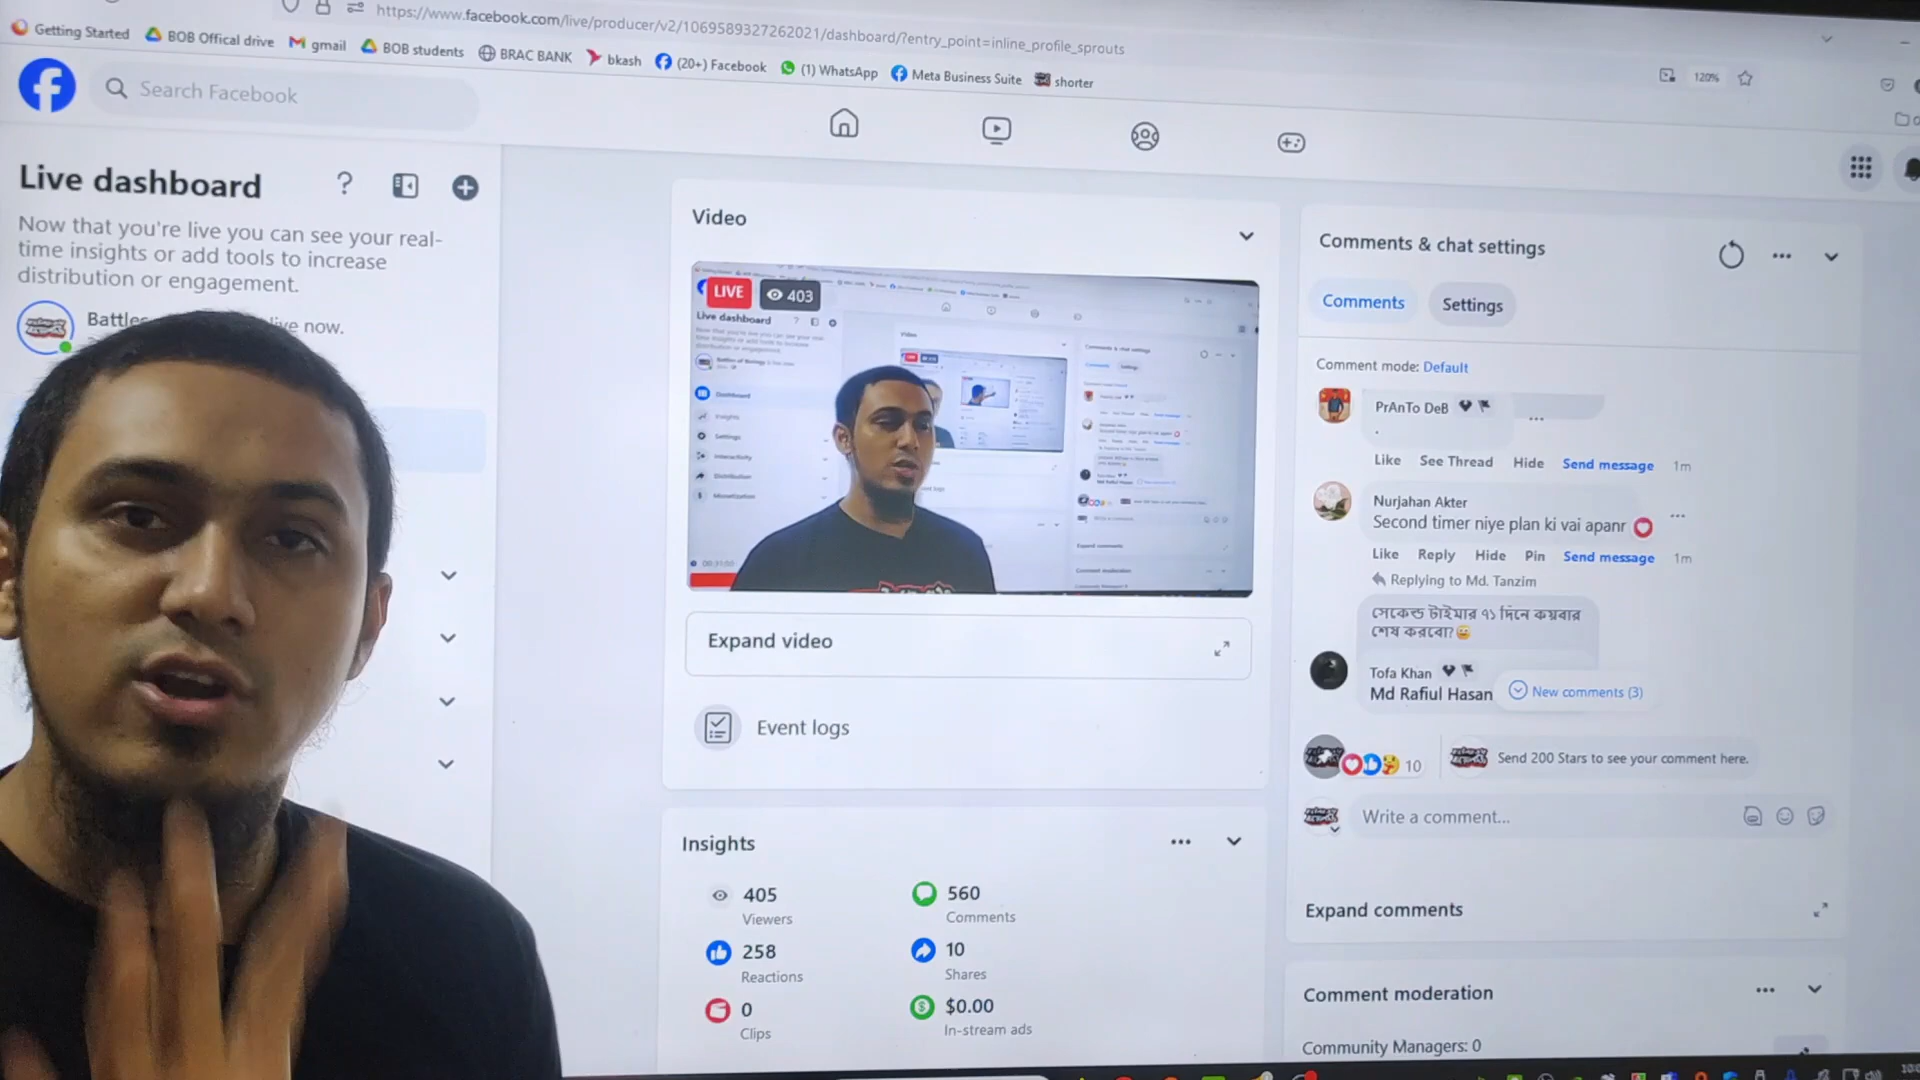 https://www.facebook.com/live/producer/v2/1069589327262021/dashboard/?entry_point=inline_profile_sprouts
Getting Started
BOB Offical drive
gmail
BOB students
BRAC BANK
bkash
(20+) Facebook
(1) WhatsApp
Meta Business Suite
shorter
120%
Search Facebook
Live dashboard
Now that you're live you can see your real-
time insights or add tools to increase
distribution or engagement.
live now.
Video
LIVE
403
Live dashboard
Dashboard
Insights
Settings
Interactivity
Distribution
Monetization
Expand video
Event logs
Insights
405
Viewers
560
Comments
258
Reactions
10
Shares
0
Clips
$0.00
In-stream ads
Comments & chat settings
Comments
Settings
Comment mode: Default
PrAnTo DeB
.
Like See Thread Hide Send message 1m
Nurjahan Akter
Second timer niye plan ki vai apanr
Like Reply Hide Pin Send message 1m
Replying to Md. Tanzim
সেকেন্ড টাইমার ৭১ দিনে কয়বার
শেষ করবো?😐
Tofa Khan
Md Rafiul Hasan
New comments (3)
10
Send 200 Stars to see your comment here.
Write a comment...
Expand comments
Comment moderation
Community Managers: 0